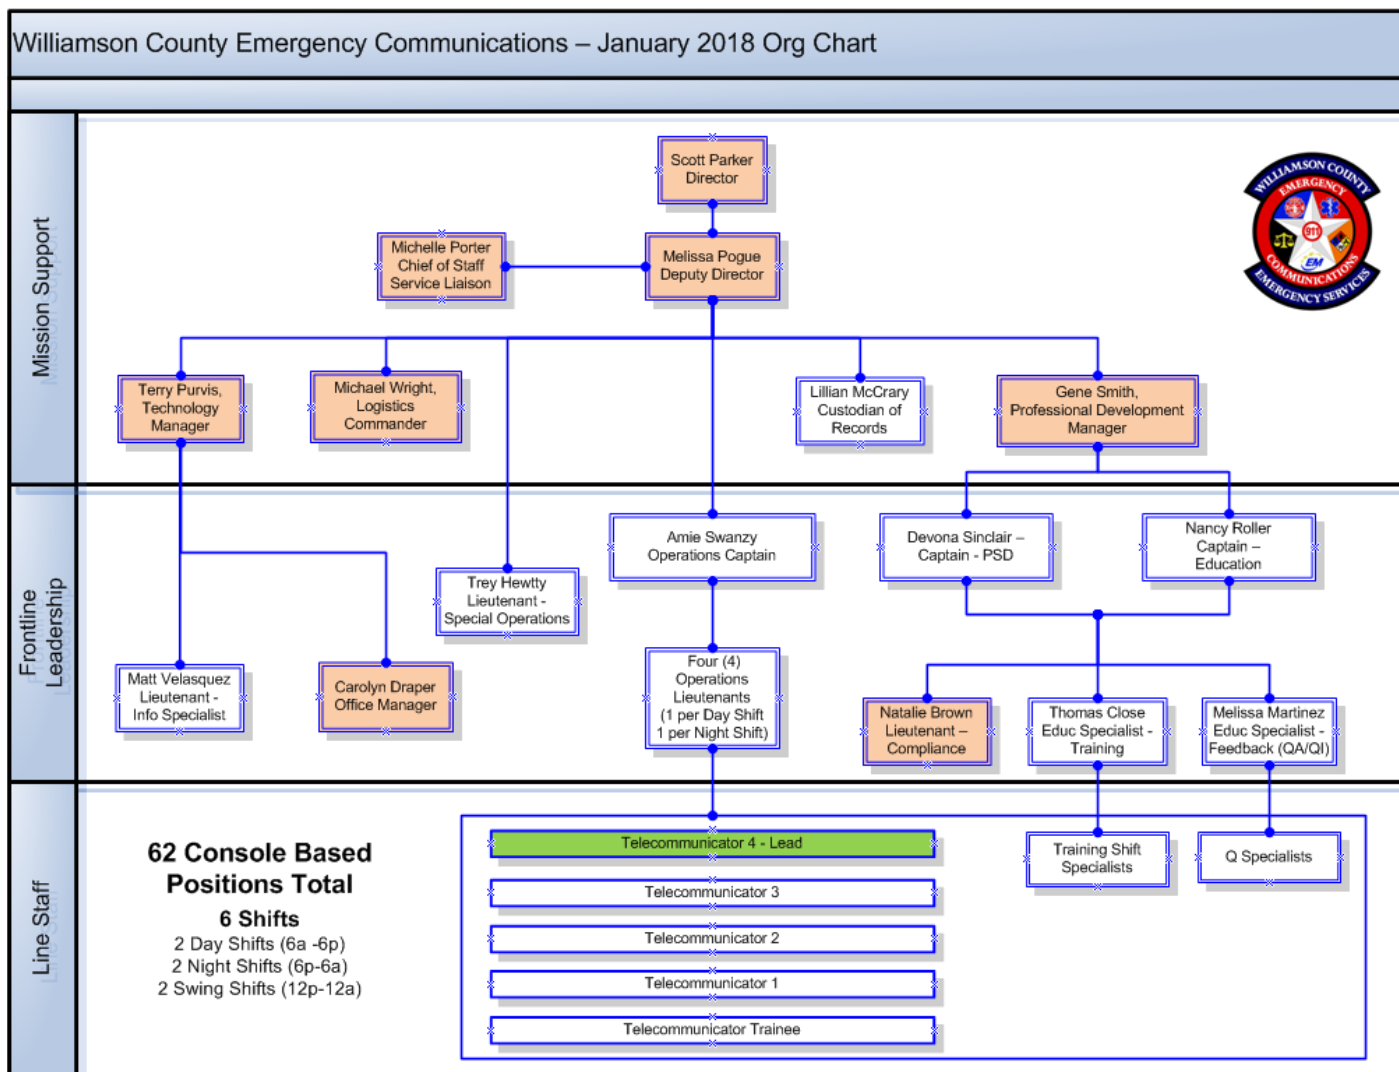 Williamson County Emergency Communications – January 2018 Org Chart
Mission Support
Scott Parker
Director
WILLIAMSON COUNTY
EMERGENCY
911
EM
COMMUNICATIONS
EMERGENCY SERVICES
Michelle Porter
Chief of Staff
Service Liaison
Melissa Pogue
Deputy Director
Terry Purvis,
Technology
Manager
Michael Wright,
Logistics
Commander
Lillian McCrary
Custodian of
Records
Gene Smith,
Professional Development
Manager
Frontline
Leadership
Amie Swanzy
Operations Captain
Devona Sinclair –
Captain - PSD
Nancy Roller
Captain –
Education
Trey Hewtty
Lieutenant -
Special Operations
Matt Velasquez
Lieutenant -
Info Specialist
Carolyn Draper
Office Manager
Four (4)
Operations
Lieutenants
(1 per Day Shift
1 per Night Shift)
Natalie Brown
Lieutenant –
Compliance
Thomas Close
Educ Specialist -
Training
Melissa Martinez
Educ Specialist -
Feedback (QA/QI)
Line Staff
62 Console Based
Positions Total
6 Shifts
2 Day Shifts (6a -6p)
2 Night Shifts (6p-6a)
2 Swing Shifts (12p-12a)
Telecommunicator 4 - Lead
Telecommunicator 3
Telecommunicator 2
Telecommunicator 1
Telecommunicator Trainee
Training Shift
Specialists
Q Specialists